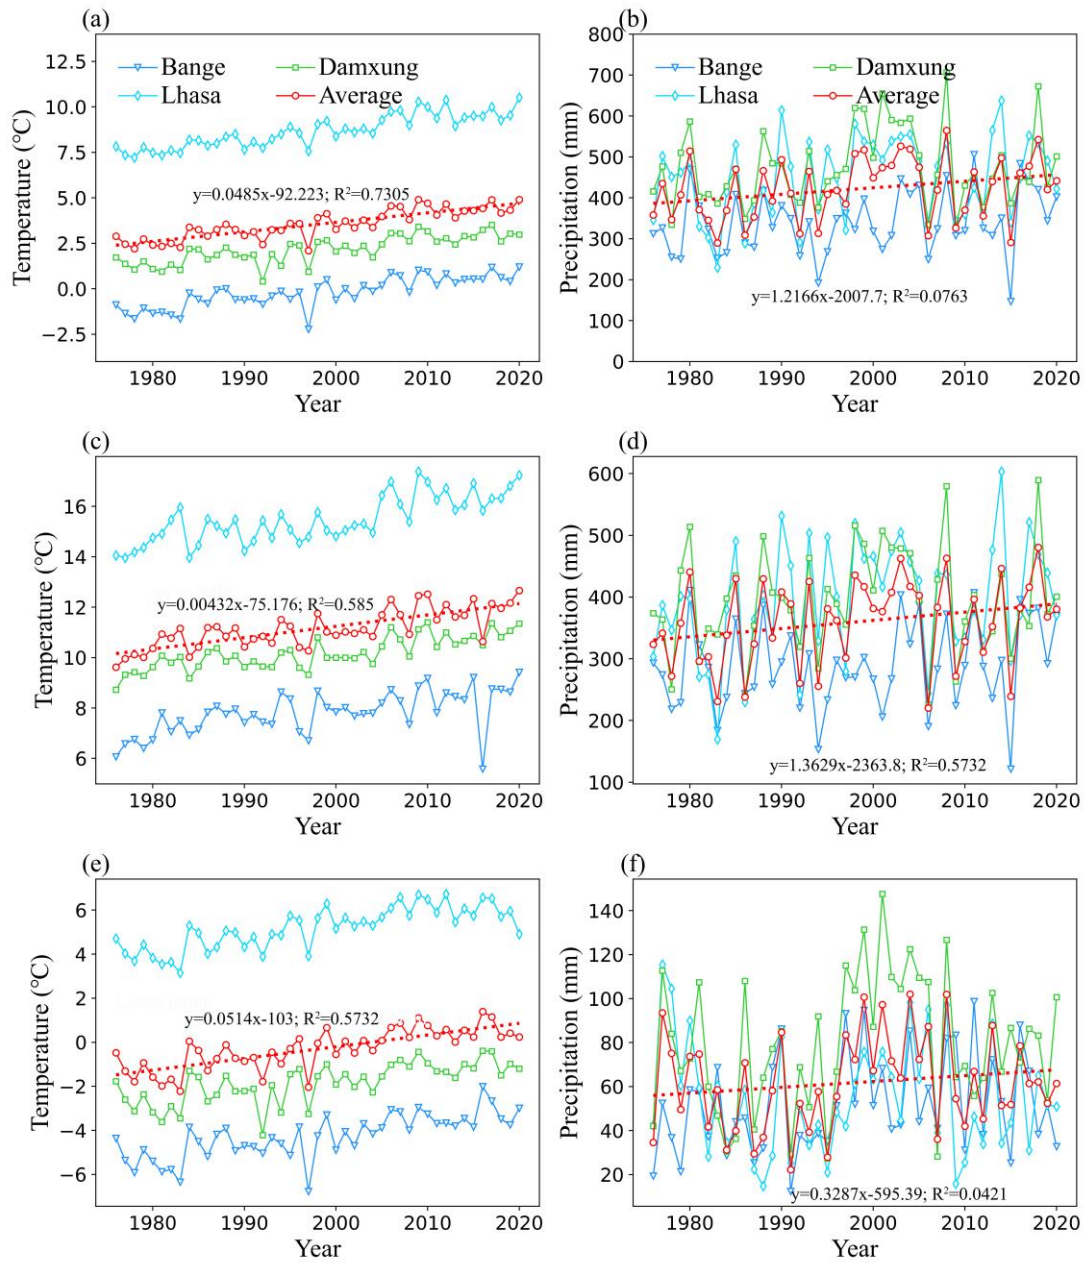 (a)
12.5
10.0
7.5
5.0
2.5
0.0
−2.5
Temperature (℃)
Bange
Damxung
Lhasa
Average
y=0.0485x-92.223; R²=0.7305
1980
1990
2000
2010
2020
Year
(b)
800
700
600
500
400
300
200
100
0
Precipitation (mm)
Bange
Damxung
Lhasa
Average
y=1.2166x-2007.7; R²=0.0763
1980
1990
2000
2010
2020
Year
(c)
16
14
12
10
8
6
Temperature (℃)
y=0.00432x-75.176; R²=0.585
1980
1990
2000
2010
2020
Year
(d)
600
500
400
300
200
100
Precipitation (mm)
y=1.3629x-2363.8; R²=0.5732
1980
1990
2000
2010
2020
Year
(e)
6
4
2
0
−2
−4
−6
Temperature (℃)
y=0.0514x-103; R²=0.5732
1980
1990
2000
2010
2020
Year
(f)
140
120
100
80
60
40
20
Precipitation (mm)
y=0.3287x-595.39; R²=0.0421
1980
1990
2000
2010
2020
Year